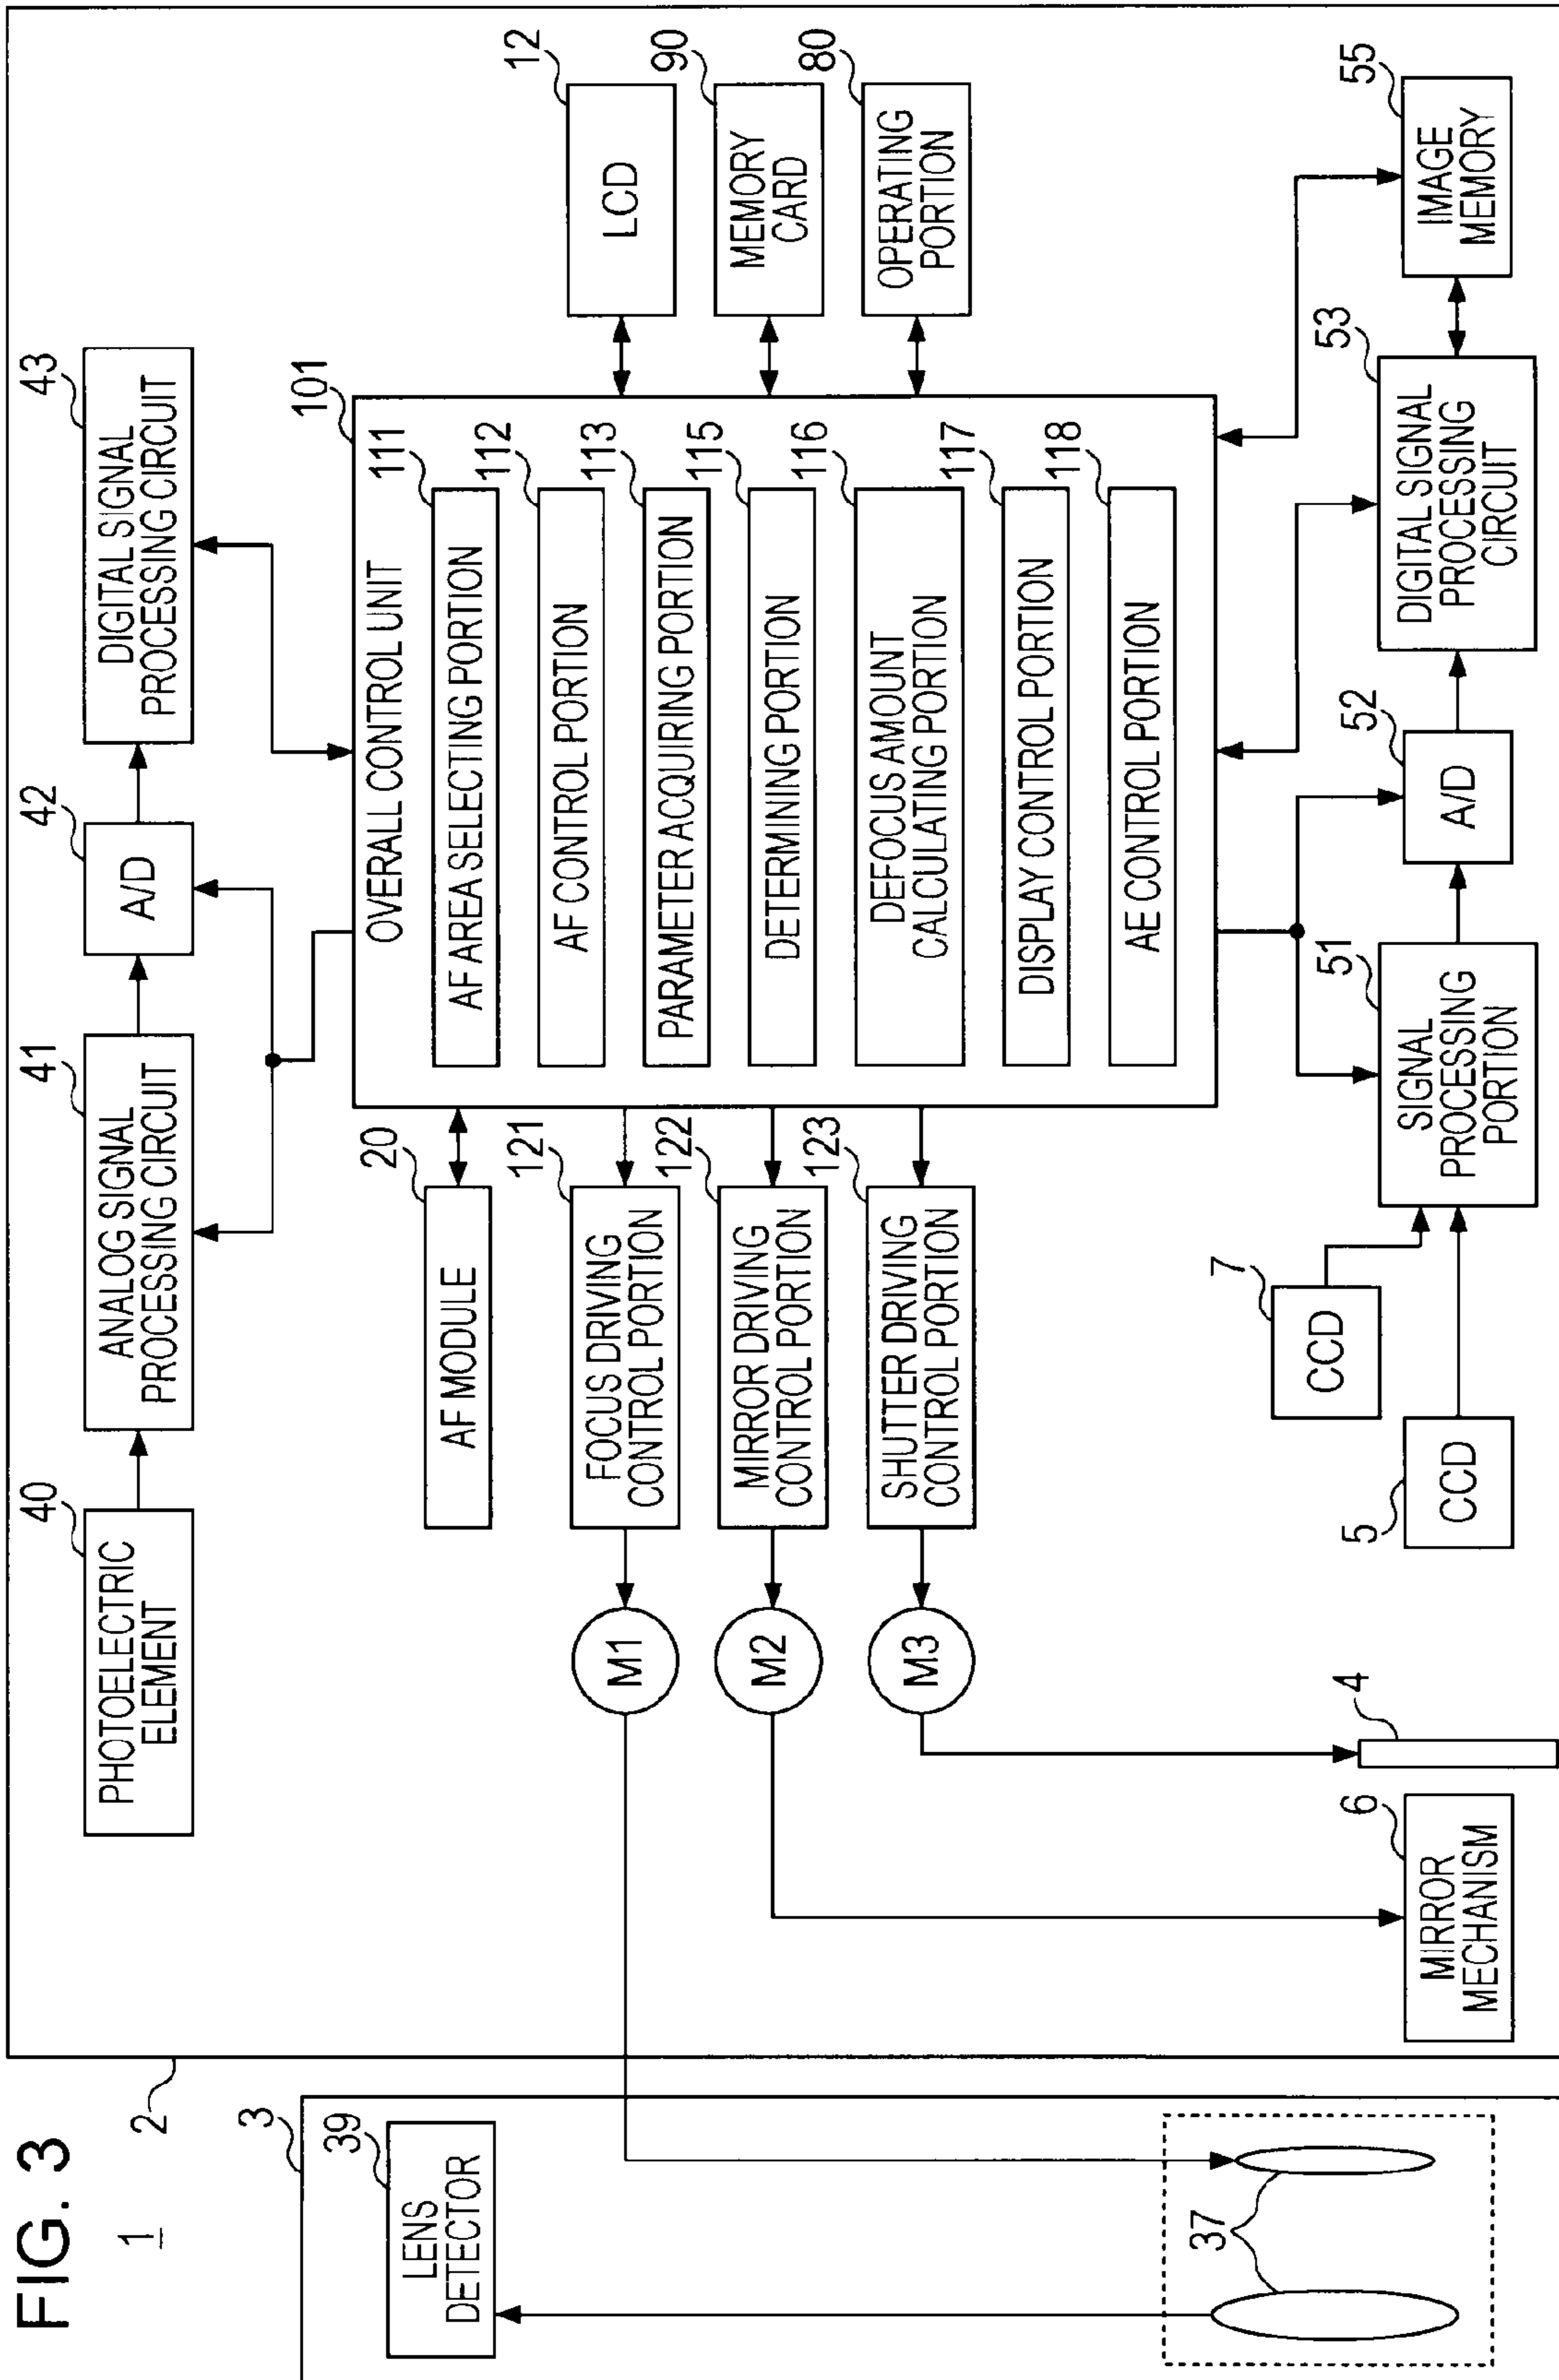 FIG. 3
1
2
3
39
LENS
DETECTOR
37
40
PHOTOELECTRIC
ELEMENT
41
ANALOG SIGNAL
PROCESSING CIRCUIT
42
A/D
43
DIGITAL SIGNAL
PROCESSING CIRCUIT
20
AF MODULE
121
FOCUS DRIVING
CONTROL PORTION
M1
122
MIRROR DRIVING
CONTROL PORTION
M2
123
SHUTTER DRIVING
CONTROL PORTION
M3
101
OVERALL CONTROL UNIT
111
AF AREA SELECTING PORTION
112
AF CONTROL PORTION
113
PARAMETER ACQUIRING PORTION
115
DETERMINING PORTION
116
DEFOCUS AMOUNT
CALCULATING PORTION
117
DISPLAY CONTROL PORTION
118
AE CONTROL PORTION
12
LCD
90
MEMORY
CARD
80
OPERATING
PORTION
6
MIRROR
MECHANISM
4
5
CCD
7
CCD
51
SIGNAL
PROCESSING
PORTION
52
A/D
53
DIGITAL SIGNAL
PROCESSING
CIRCUIT
55
IMAGE
MEMORY